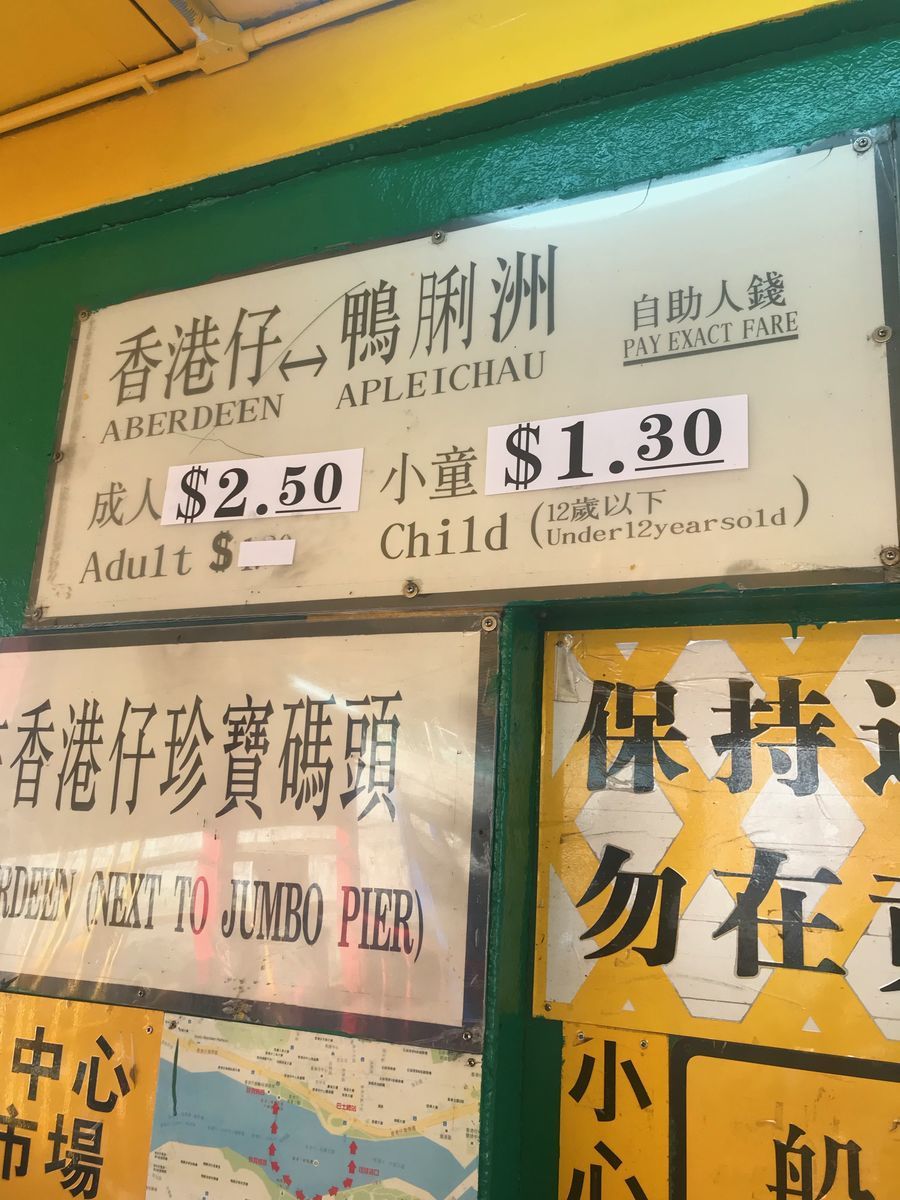 香港仔↔鴨脷洲 自助人錢
ABERDEEN APLEICHAU PAY EXACT FARE
成人 $2.50 小童 $1.30
Adult $ Child (12歲以下
Under12yearsold)
香港仔珍寶碼頭
RDEEN (NEXT TO JUMBO PIER)
保持
勿在
中心
市場
小心
船